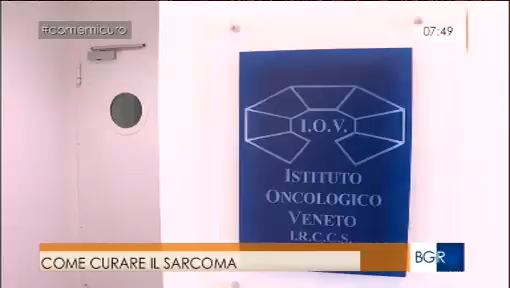 #comemicuro
07:49
I.O.V.
ISTITUTO
ONCOLOGICO
VENETO
I.R.C.C.S.
COME CURARE IL SARCOMA
BGR